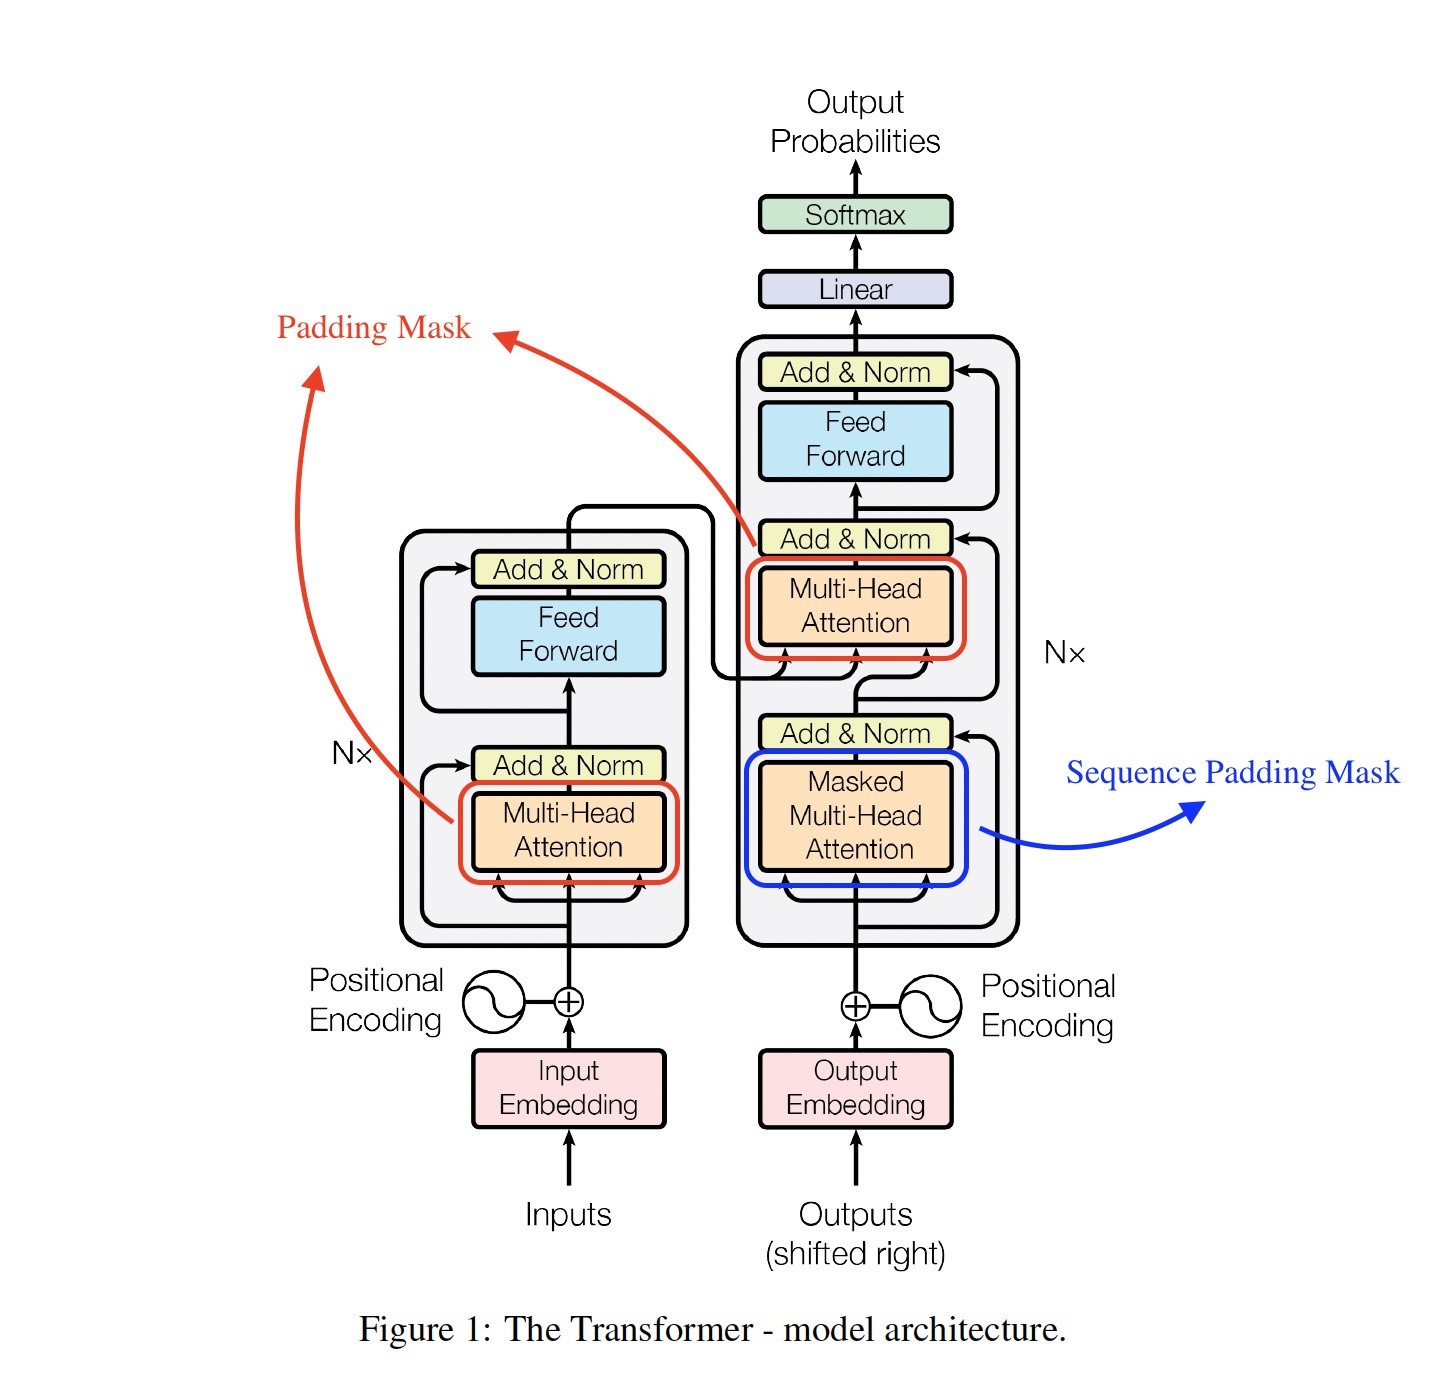 Output
Probabilities
Softmax
Linear
Padding Mask
Add & Norm
Feed
Forward
Add & Norm
Multi-Head
Attention
Nx
Add & Norm
Masked
Multi-Head
Attention
Sequence Padding Mask
Add & Norm
Feed
Forward
Nx
Add & Norm
Multi-Head
Attention
Positional
Encoding
Positional
Encoding
Input
Embedding
Output
Embedding
Inputs
Outputs
(shifted right)
Figure 1: The Transformer - model architecture.